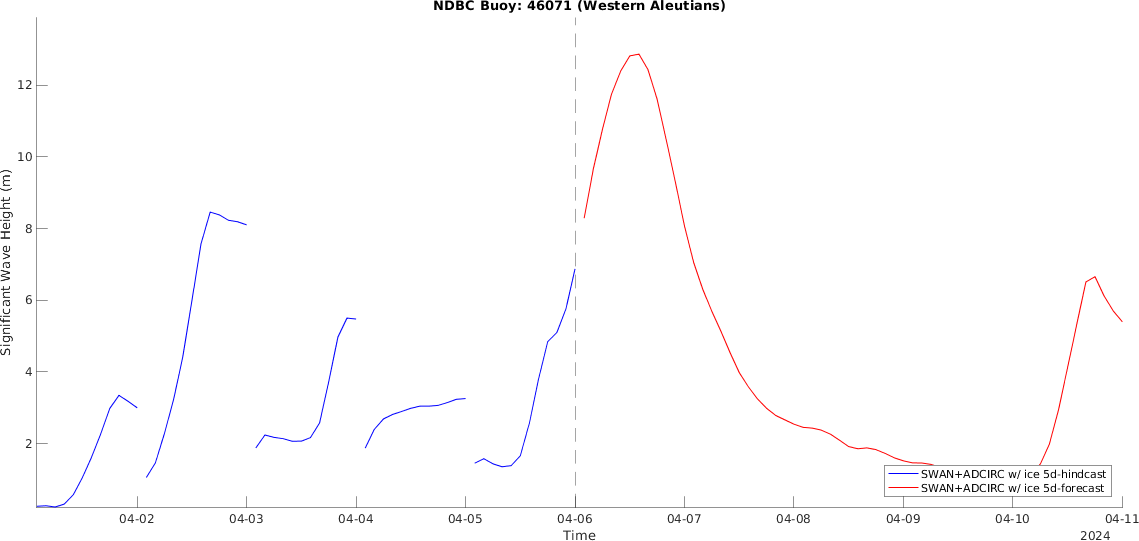 NDBC Buoy: 46071 (Western Aleutians)
Significant Wave Height (m)
12
10
8
6
4
2
SWAN+ADCIRC w/ ice 5d-hindcast
SWAN+ADCIRC w/ ice 5d-forecast
04-02 04-03 04-04 04-05 04-06 04-07 04-08 04-09 04-10 04-11
Time
2024